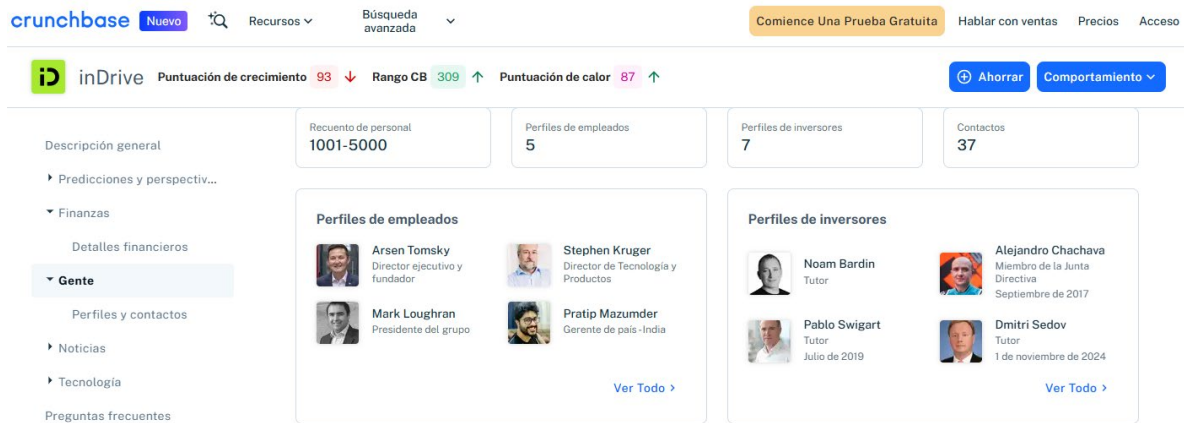 crunchbase Nuevo Recursos Búsqueda avanzada Comience Una Prueba Gratuita Hablar con ventas Precios Acceso
iD inDrive Puntuación de crecimiento 93 Rango CB 309 Puntuación de calor 87 Ahorrar Comportamiento
Descripción general
Predicciones y perspectiv...
Finanzas
Detalles financieros
Gente
Perfiles y contactos
Noticias
Tecnología
Preguntas frecuentes
Recuento de personal
1001-5000
Perfiles de empleados
5
Perfiles de inversores
7
Contactos
37
Perfiles de empleados
Arsen Tomsky
Director ejecutivo y
fundador
Stephen Kruger
Director de Tecnología y
Productos
Mark Loughran
Presidente del grupo
Pratip Mazumder
Gerente de país - India
Ver Todo
Perfiles de inversores
Noam Bardin
Tutor
Alejandro Chachava
Miembro de la Junta
Directiva
Septiembre de 2017
Pablo Swigart
Tutor
Julio de 2019
Dmitri Sedov
Tutor
1 de noviembre de 2024
Ver Todo